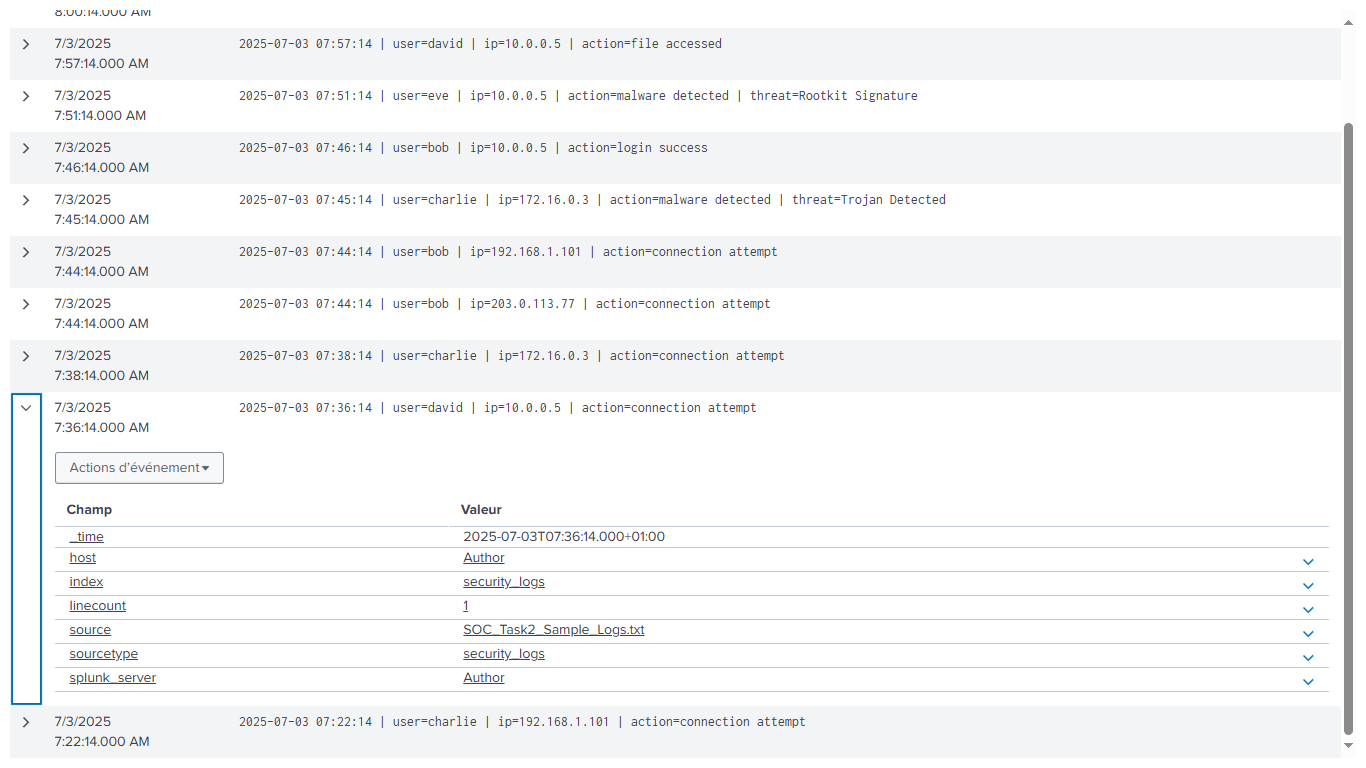 8:00:14.000 AM
7/3/2025 2025-07-03 07:57:14 | user=david | ip=10.0.0.5 | action=file accessed
7:57:14.000 AM
7/3/2025 2025-07-03 07:51:14 | user=eve | ip=10.0.0.5 | action=malware detected | threat=Rootkit Signature
7:51:14.000 AM
7/3/2025 2025-07-03 07:46:14 | user=bob | ip=10.0.0.5 | action=login success
7:46:14.000 AM
7/3/2025 2025-07-03 07:45:14 | user=charlie | ip=172.16.0.3 | action=malware detected | threat=Trojan Detected
7:45:14.000 AM
7/3/2025 2025-07-03 07:44:14 | user=bob | ip=192.168.1.101 | action=connection attempt
7:44:14.000 AM
7/3/2025 2025-07-03 07:44:14 | user=bob | ip=203.0.113.77 | action=connection attempt
7:44:14.000 AM
7/3/2025 2025-07-03 07:38:14 | user=charlie | ip=172.16.0.3 | action=connection attempt
7:38:14.000 AM
7/3/2025 2025-07-03 07:36:14 | user=david | ip=10.0.0.5 | action=connection attempt
7:36:14.000 AM
Actions d'événement
Champ Valeur
_time 2025-07-03T07:36:14.000+01:00
host Author
index security_logs
linecount 1
source SOC_Task2_Sample_Logs.txt
sourcetype security_logs
splunk_server Author
7/3/2025 2025-07-03 07:22:14 | user=charlie | ip=192.168.1.101 | action=connection attempt
7:22:14.000 AM